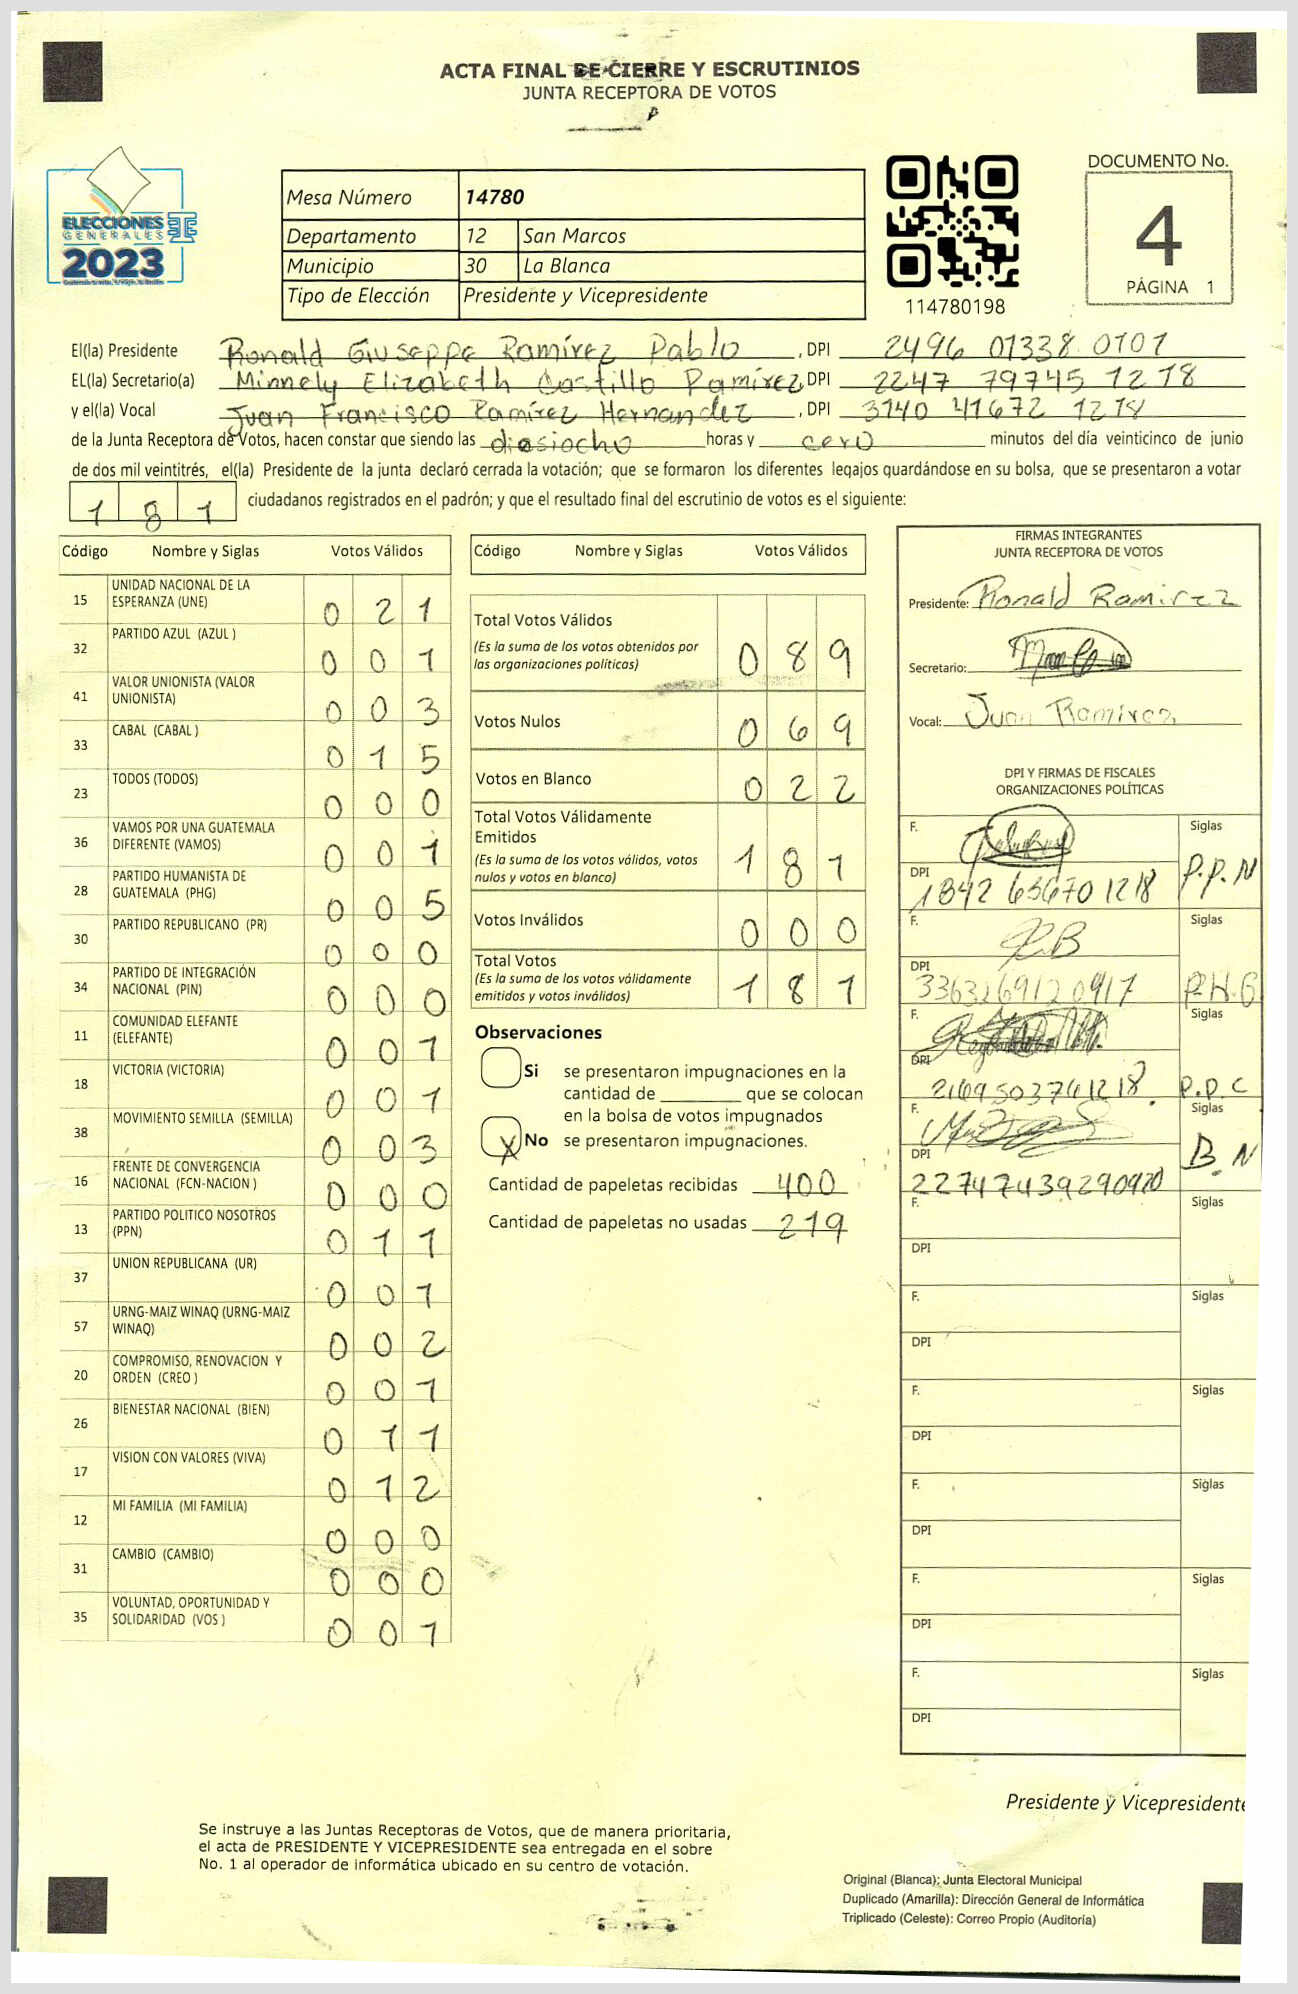 ACTA FINAL DE CIERRE Y ESCRUTINIOS
JUNTA RECEPTORA DE VOTOS
ELECCIONES
GENERALES
2023
Mesa Número 14780
Departamento 12 San Marcos
Municipio 30 La Blanca
Tipo de Elección Presidente y Vicepresidente
114780198
DOCUMENTO No.
4
PÁGINA 1
El(la) Presidente Ronald Giuseppe Ramírez Pablo , DPI 2496 01338 0101
EL(la) Secretario(a) Minnely Elizabeth Castillo Ramírez, DPI 2247 79745 1218
y el(la) Vocal Juan Francisco Ramírez Hernandez , DPI 3140 41672 1218
de la Junta Receptora de Votos, hacen constar que siendo las diesiocho horas y cero minutos del día veinticinco de junio
de dos mil veintitrés, el(la) Presidente de la junta declaró cerrada la votación; que se formaron los diferentes legajos guardándose en su bolsa, que se presentaron a votar
1 8 1 ciudadanos registrados en el padrón; y que el resultado final del escrutinio de votos es el siguiente:
Código Nombre y Siglas Votos Válidos
15 UNIDAD NACIONAL DE LA
ESPERANZA (UNE) 0 2 1
32 PARTIDO AZUL (AZUL ) 0 0 1
41 VALOR UNIONISTA (VALOR
UNIONISTA) 0 0 3
33 CABAL (CABAL ) 0 1 5
23 TODOS (TODOS) 0 0 0
36 VAMOS POR UNA GUATEMALA
DIFERENTE (VAMOS) 0 0 1
28 PARTIDO HUMANISTA DE
GUATEMALA (PHG) 0 0 5
30 PARTIDO REPUBLICANO (PR) 0 0 0
34 PARTIDO DE INTEGRACIÓN
NACIONAL (PIN) 0 0 0
11 COMUNIDAD ELEFANTE
(ELEFANTE) 0 0 1
18 VICTORIA (VICTORIA) 0 0 1
38 MOVIMIENTO SEMILLA (SEMILLA) 0 0 3
16 FRENTE DE CONVERGENCIA
NACIONAL (FCN-NACION ) 0 0 0
13 PARTIDO POLITICO NOSOTROS
(PPN) 0 1 1
37 UNION REPUBLICANA (UR) 0 0 1
57 URNG-MAIZ WINAQ (URNG-MAIZ
WINAQ) 0 0 2
20 COMPROMISO, RENOVACION Y
ORDEN (CREO ) 0 0 1
26 BIENESTAR NACIONAL (BIEN) 0 1 1
17 VISION CON VALORES (VIVA) 0 1 2
12 MI FAMILIA (MI FAMILIA) 0 0 0
31 CAMBIO (CAMBIO) 0 0 0
35 VOLUNTAD, OPORTUNIDAD Y
SOLIDARIDAD (VOS ) 0 0 1
Código Nombre y Siglas Votos Válidos
Total Votos Válidos
(Es la suma de los votos obtenidos por
las organizaciones políticas) 0 8 9
Votos Nulos 0 6 9
Votos en Blanco 0 2 2
Total Votos Válidamente
Emitidos
(Es la suma de los votos válidos, votos
nulos y votos en blanco) 1 8 1
Votos Inválidos 0 0 0
Total Votos
(Es la suma de los votos válidamente
emitidos y votos inválidos) 1 8 1
Observaciones
Si se presentaron impugnaciones en la
cantidad de ________ que se colocan
en la bolsa de votos impugnados
X No se presentaron impugnaciones.
Cantidad de papeletas recibidas 400
Cantidad de papeletas no usadas 219
FIRMAS INTEGRANTES
JUNTA RECEPTORA DE VOTOS
Presidente: Ronald Ramirez
Secretario:
Vocal: Juan Ramírez
DPI Y FIRMAS DE FISCALES
ORGANIZACIONES POLÍTICAS
F. Siglas
DPI 1842 63670 1218 P.P.N
F. Siglas
DPI 336326912 0917 P.H.G
F. Siglas
DPI 2169503741218 P.P.C
F. Siglas
DPI 2274743929 0920 B.N
F. Siglas
DPI
F. Siglas
DPI
F. Siglas
DPI
F. Siglas
DPI
F. Siglas
DPI
F. Siglas
DPI
Presidente y Vicepresidente
Se instruye a las Juntas Receptoras de Votos, que de manera prioritaria,
el acta de PRESIDENTE Y VICEPRESIDENTE sea entregada en el sobre
No. 1 al operador de informática ubicado en su centro de votación.
Original (Blanca): Junta Electoral Municipal
Duplicado (Amarilla): Dirección General de Informática
Triplicado (Celeste): Correo Propio (Auditoría)